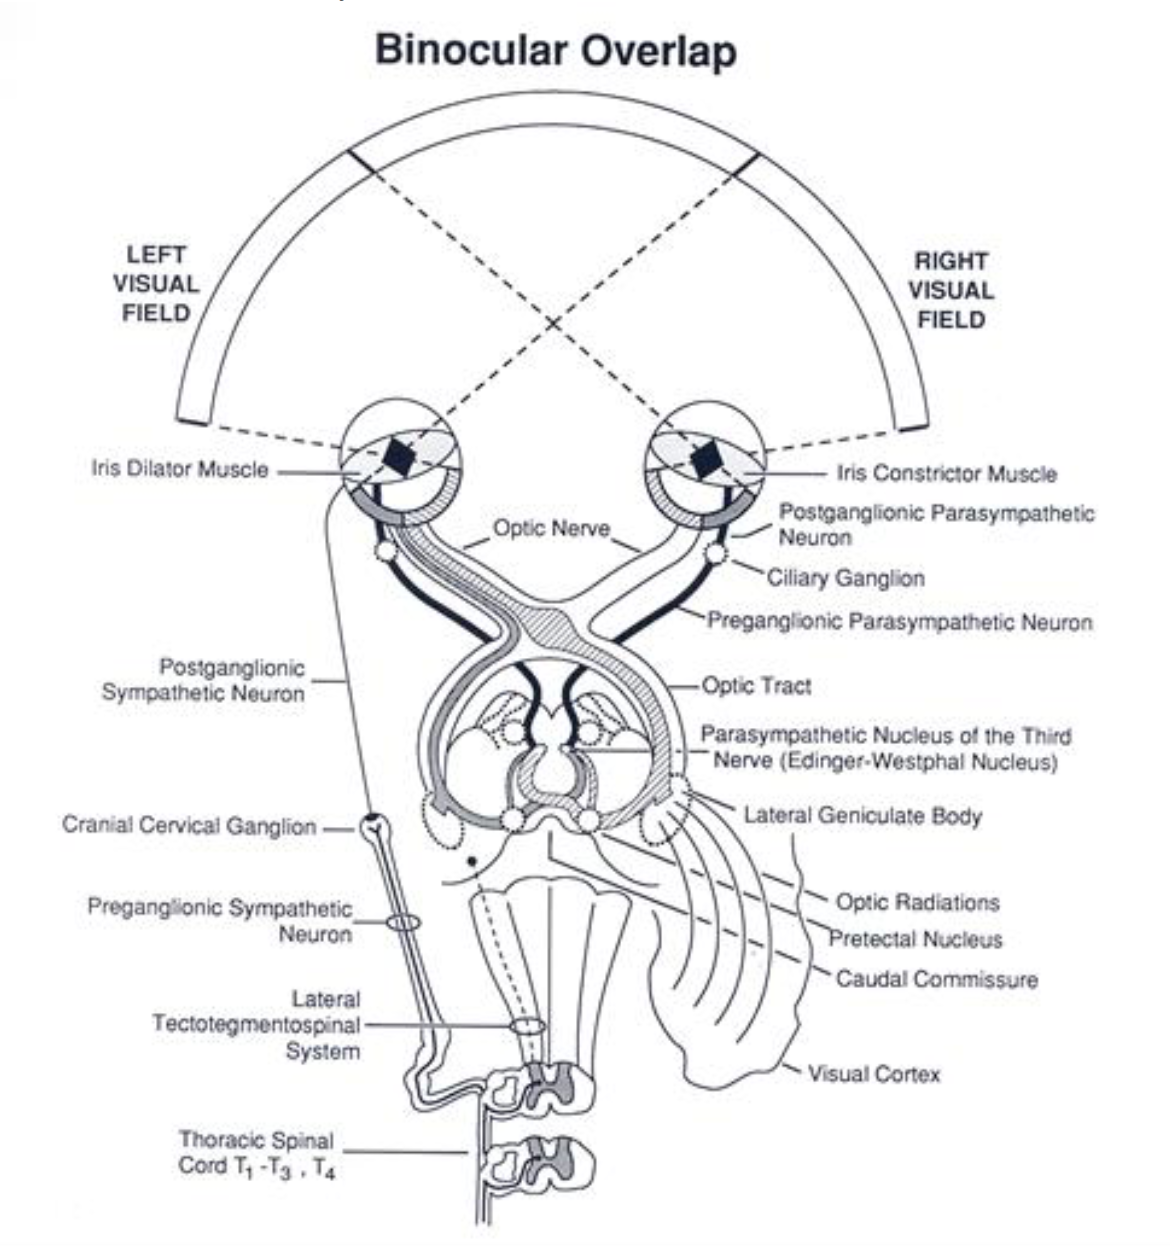 Binocular Overlap
LEFT
VISUAL
FIELD
RIGHT
VISUAL
FIELD
Iris Dilator Muscle
Iris Constrictor Muscle
Postganglionic Parasympathetic
Neuron
Optic Nerve
Ciliary Ganglion
Preganglionic Parasympathetic Neuron
Postganglionic
Sympathetic Neuron
Optic Tract
Parasympathetic Nucleus of the Third
Nerve (Edinger-Westphal Nucleus)
Lateral Geniculate Body
Cranial Cervical Ganglion
Optic Radiations
Preganglionic Sympathetic
Neuron
Pretectal Nucleus
Caudal Commissure
Lateral
Tectotegmentospinal
System
Visual Cortex
Thoracic Spinal
Cord T1 -T3 , T4